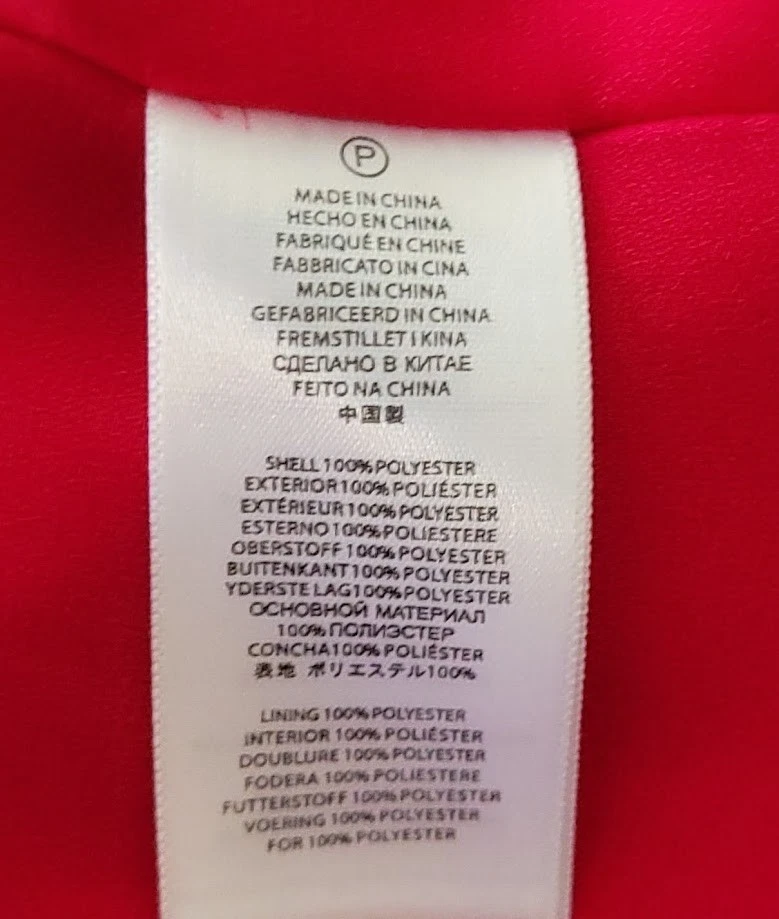 P
MADE IN CHINA
HECHO EN CHINA
FABRIQUÉ EN CHINE
FABBRICATO IN CINA
MADE IN CHINA
GEFABRICEERD IN CHINA
FREMSTILLET I KINA
СДЕЛАНО В КИТАЕ
FEITO NA CHINA
中国製
SHELL 100% POLYESTER
EXTERIOR 100% POLIÉSTER
EXTÉRIEUR 100% POLYESTER
ESTERNO 100% POLIESTERE
OBERSTOFF 100% POLYESTER
BUITENKANT 100% POLYESTER
YDERSTE LAG 100% POLYESTER
ОСНОВНОЙ МАТЕРИАЛ
100% ПОЛИЭСТЕР
CONCHA 100% POLIÉSTER
表地 ポリエステル100%
LINING 100% POLYESTER
INTERIOR 100% POLIÉSTER
DOUBLURE 100% POLYESTER
FODERA 100% POLIESTERE
FUTTERSTOFF 100% POLYESTER
VOERING 100% POLYESTER
FOR 100% POLYESTER